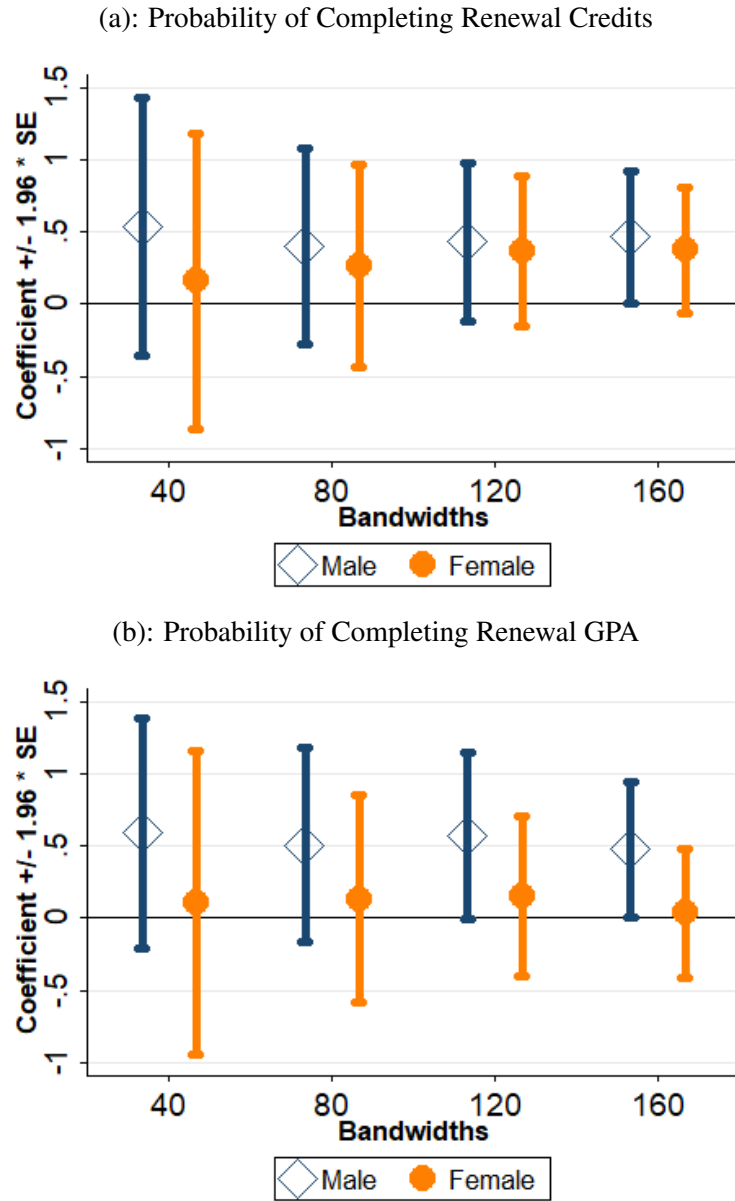 (a): Probability of Completing Renewal Credits
Coefficient +/- 1.96 * SE
1.5
1
.5
0
-.5
-1
40 80 120 160
Bandwidths
Male Female
(b): Probability of Completing Renewal GPA
Coefficient +/- 1.96 * SE
1.5
1
.5
0
-.5
-1
40 80 120 160
Bandwidths
Male Female